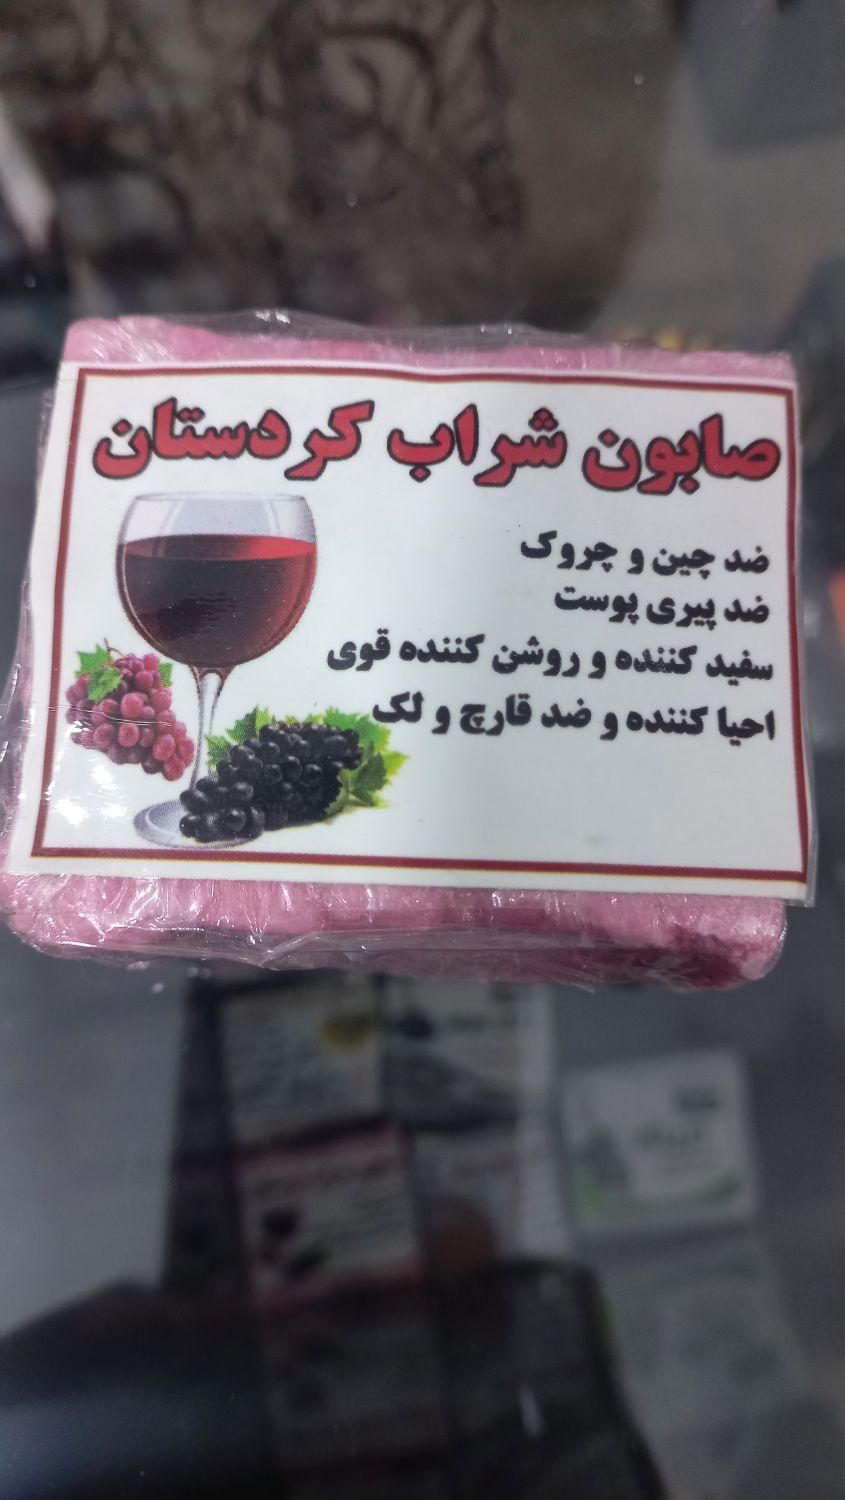 صابون شراب کردستان
ضد چین و چروک
ضد پیری پوست
سفید کننده و روشن کننده قوی
احیا کننده و ضد قارچ و لک